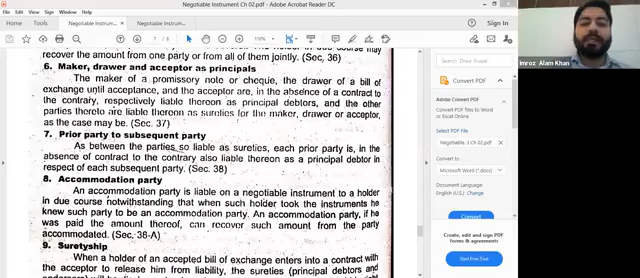 Negotiable Instrument Ch 02.pdf - Adobe Acrobat Reader DC
Home
Tools
Negotiable Instrum...
Negotiable Instrum...
Sign In
7 / 8
116%
recover the amount from one party or from all of them jointly. (Sec, 36)
6. Maker, drawer and acceptor as principals
The maker of a promissory note or cheque, the drawer of a bill of
exchange until acceptance, and the acceptor are, in the absence of a contract to
the contrary, respectively liable thereon as principal debtors, and the other
parties thereto are liable thereon as sureties for the maker, drawer or acceptor,
as the case may be. (Sec. 37)
7. Prior party to subsequent party
As between the parties so liable as sureties, each prior party is, in the
absence of contract to the contrary also liable thereon as a principal debtor in
respect of each subsequent party. (Sec. 38)
8. Accommodation party
An accommodation party is liable on a negotiable instrument to a holder
in due course notwithstanding that when such holder took the instruments he
knew such party to be an accommodation party. An accommodation party, if he
was paid the amount thereof, can recover such amount from the party
accommodated. (Sec. 38-A)
9. Suretyship
When a holder of an accepted bill of exchange enters into a contract with
the acceptor to release him from liability, the sureties (principal debtors and
Imroz Alam Khan
Convert PDF
Adobe Convert PDF
Convert PDF Files to Word
or Excel Online
Select PDF File
Negotiable...t Ch 02.pdf
Convert to
Microsoft Word (*.docx)
Document Language:
English (U.S.) Change
Convert
Create, edit and sign
PDF forms & agreements
Start Free Trial